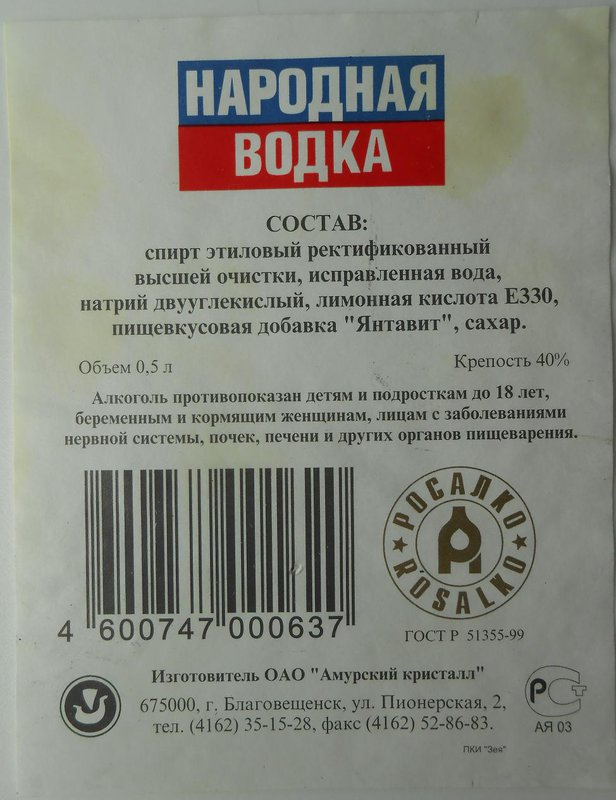 НАРОДНАЯ
ВОДКА
СОСТАВ:
спирт этиловый ректификованный
высшей очистки, исправленная вода,
натрий двууглекислый, лимонная кислота Е330,
пищевкусовая добавка "Янтавит", сахар.
Объем 0,5 л Крепость 40%
Алкоголь противопоказан детям и подросткам до 18 лет,
беременным и кормящим женщинам, лицам с заболеваниями
нервной системы, почек, печени и других органов пищеварения.
4 600747 000637
РОСАЛКО
ROSALKO
ГОСТ Р 51355-99
Изготовитель ОАО "Амурский кристалл"
675000, г. Благовещенск, ул. Пионерская, 2,
тел. (4162) 35-15-28, факс (4162) 52-86-83.
РСТ
АЯ 03
ПКИ "Зея"